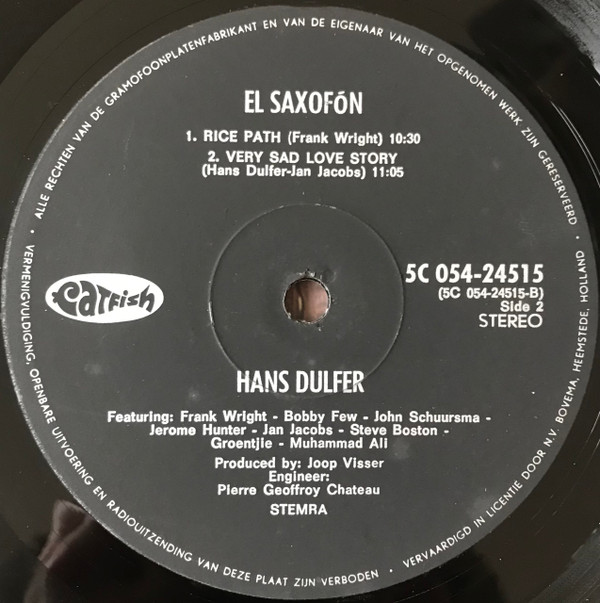 • ALLE RECHTEN VAN DE GRAMOFOONPLATENFABRIKANT EN VAN DE EIGENAAR VAN HET OPGENOMEN WERK ZIJN GERESERVEERD •
EL SAXOFóN
1. RICE PATH (Frank Wright) 10:30
2. VERY SAD LOVE STORY
(Hans Dulfer-Jan Jacobs) 11:05
Catfish
5C 054-24515
(5C 054-24515-B)
Side 2
STEREO
HANS DULFER
Featuring: Frank Wright - Bobby Few - John Schuursma -
Jerome Hunter - Jan Jacobs - Steve Boston -
Groentjie - Muhammad Ali
Produced by: Joop Visser
Engineer:
Pierre Geoffroy Chateau
STEMRA
VERMENIGVULDIGING, OPENBARE UITVOERING EN RADIOUITZENDING VAN DEZE PLAAT ZIJN VERBODEN • VERVAARDIGD IN LICENTIE DOOR N.V. BOVEMA, HEEMSTEDE, HOLLAND •